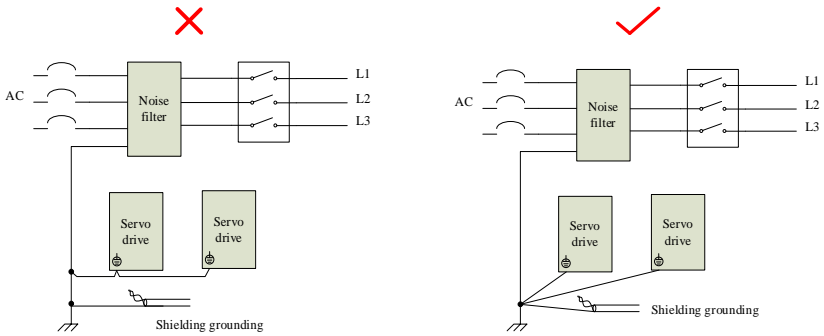 AC
Noise
filter
L1
L2
L3
Servo
drive
Servo
drive
Shielding grounding
AC
Noise
filter
L1
L2
L3
Servo
drive
Servo
drive
Shielding grounding